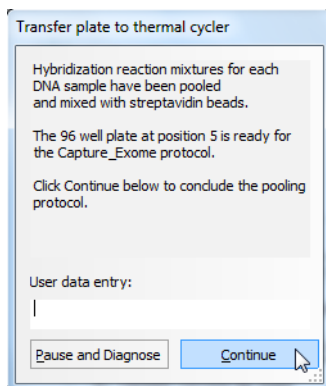 Transfer plate to thermal cycler
Hybridization reaction mixtures for each
DNA sample have been pooled
and mixed with streptavidin beads.
The 96 well plate at position 5 is ready for
the Capture_Exome protocol.
Click Continue below to conclude the pooling
protocol.
User data entry:
Pause and Diagnose
Continue